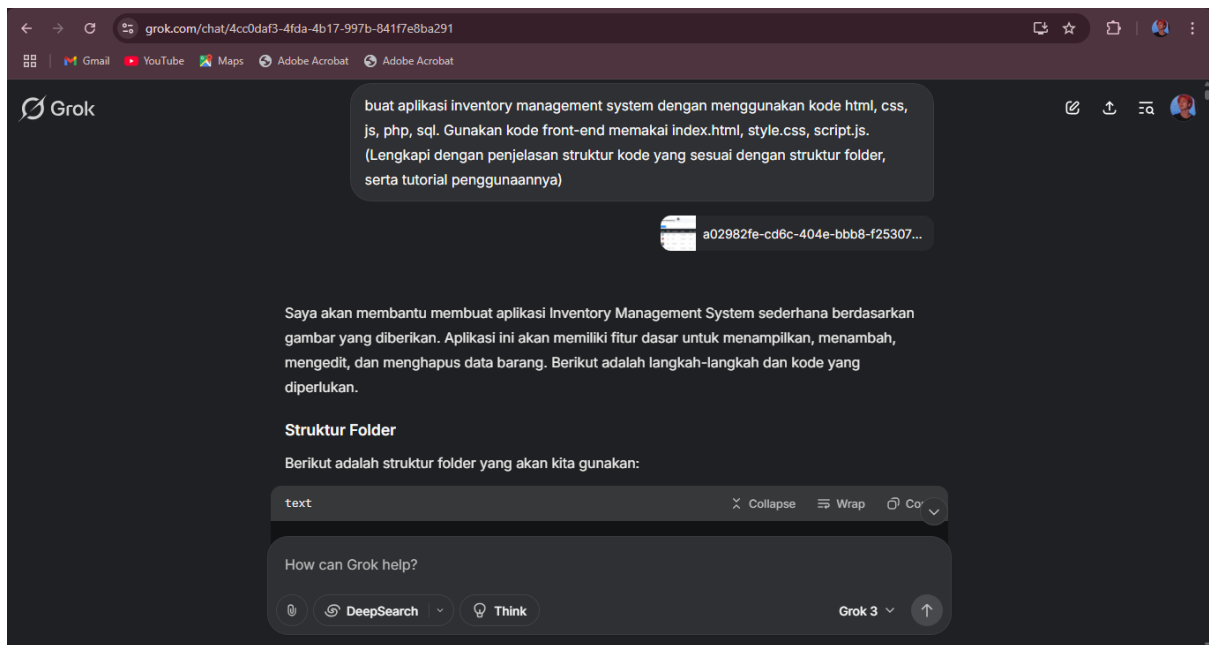 grok.com/chat/4cc0daf3-4fda-4b17-997b-841f7e8ba291
Gmail YouTube Maps Adobe Acrobat Adobe Acrobat
Grok
buat aplikasi inventory management system dengan menggunakan kode html, css,
js, php, sql. Gunakan kode front-end memakai index.html, style.css, script.js.
(Lengkapi dengan penjelasan struktur kode yang sesuai dengan struktur folder,
serta tutorial penggunaannya)
a02982fe-cd6c-404e-bbb8-f25307...
Saya akan membantu membuat aplikasi Inventory Management System sederhana berdasarkan
gambar yang diberikan. Aplikasi ini akan memiliki fitur dasar untuk menampilkan, menambah,
mengedit, dan menghapus data barang. Berikut adalah langkah-langkah dan kode yang
diperlukan.
Struktur Folder
Berikut adalah struktur folder yang akan kita gunakan:
text Collapse Wrap
How can Grok help?
DeepSearch Think Grok 3